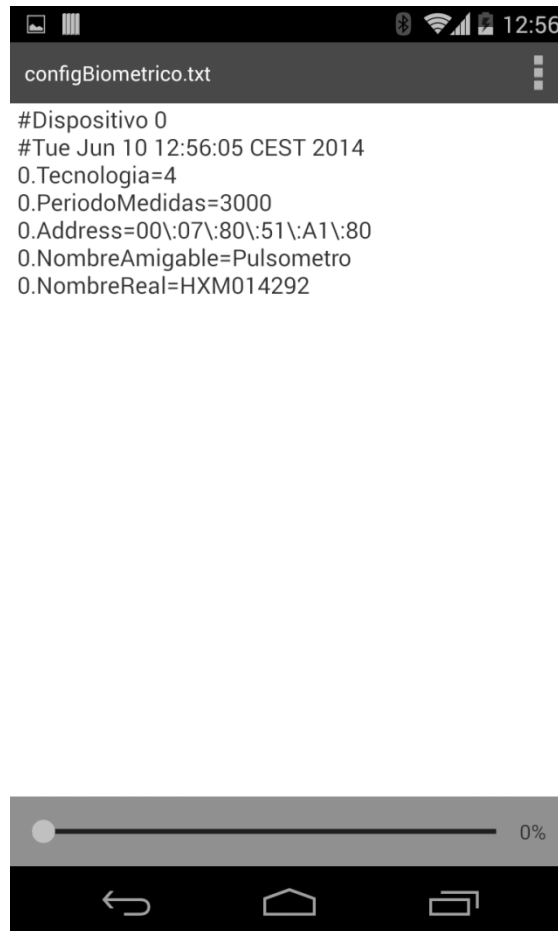 12:56
configBiometrico.txt
#Dispositivo 0
#Tue Jun 10 12:56:05 CEST 2014
0.Tecnologia=4
0.PeriodoMedidas=3000
0.Address=00\:07\:80\:51\:A1\:80
0.NombreAmigable=Pulsometro
0.NombreReal=HXM014292
0%